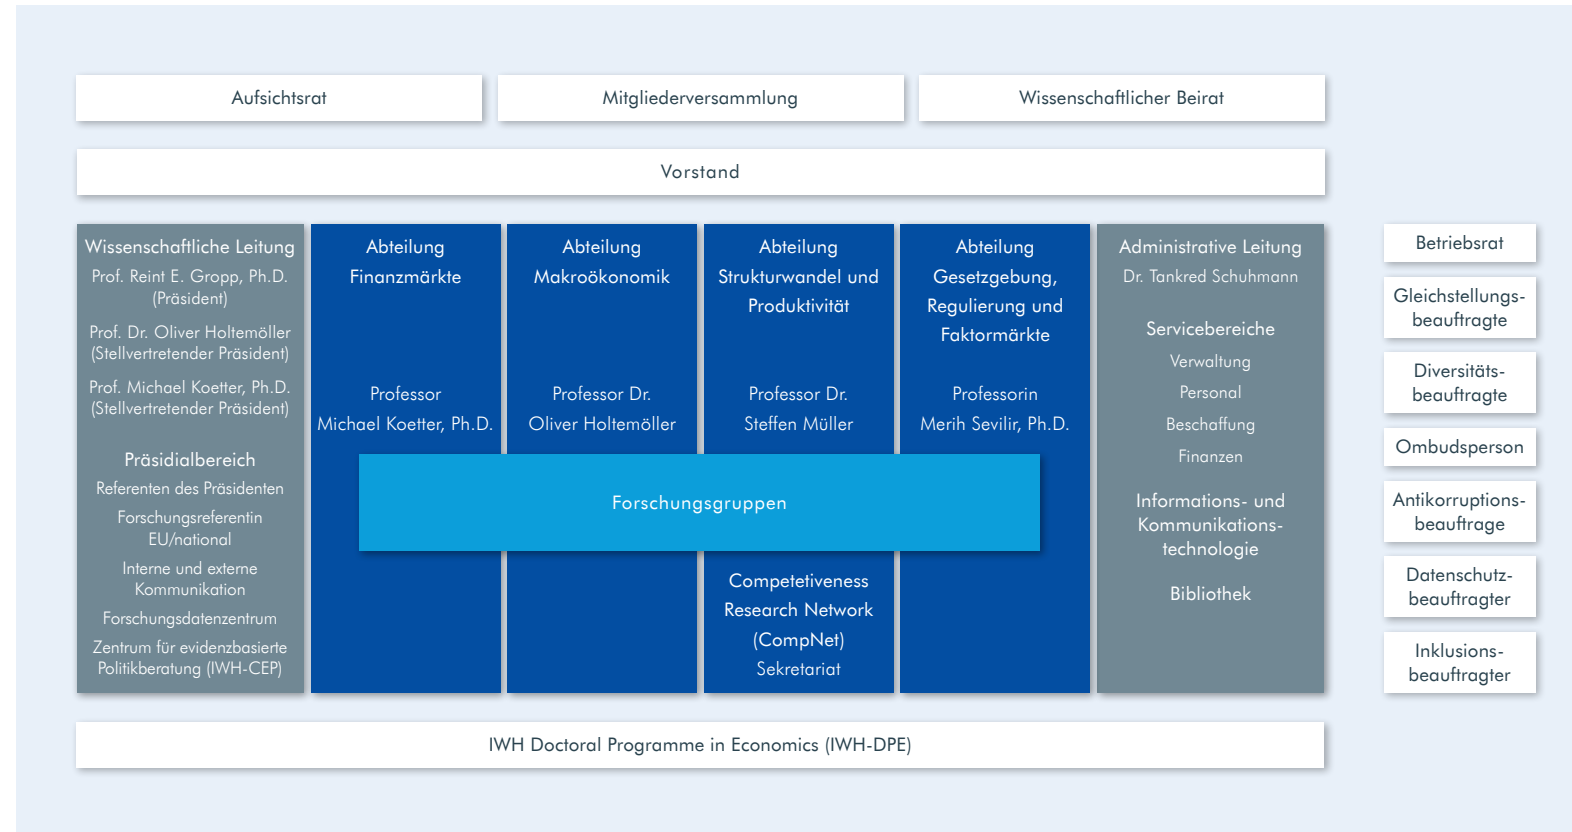 Aufsichtsrat
Mitgliederversammlung
Wissenschaftlicher Beirat
Vorstand
Wissenschaftliche Leitung
Prof. Reint E. Gropp, Ph.D.
(Präsident)
Prof. Dr. Oliver Holtemöller
(Stellvertretender Präsident)
Prof. Michael Koetter, Ph.D.
(Stellvertretender Präsident)
Präsidialbereich
Referenten des Präsidenten
Forschungsreferentin
EU/national
Interne und externe
Kommunikation
Forschungsdatenzentrum
Zentrum für evidenzbasierte
Politikberatung (IWH-CEP)
Abteilung
Finanzmärkte
Professor
Michael Koetter, Ph.D.
Abteilung
Makroökonomik
Professor Dr.
Oliver Holtemöller
Abteilung
Strukturwandel und
Produktivität
Professor Dr.
Steffen Müller
Abteilung
Gesetzgebung,
Regulierung und
Faktormärkte
Professorin
Merih Sevilir, Ph.D.
Forschungsgruppen
Competetiveness
Research Network
(CompNet)
Sekretariat
Administrative Leitung
Dr. Tankred Schuhmann
Servicebereiche
Verwaltung
Personal
Beschaffung
Finanzen
Informations- und
Kommunikations-
technologie
Bibliothek
Betriebsrat
Gleichstellungs-
beauftragte
Diversitäts-
beauftragte
Ombudsperson
Antikorruptions-
beauftrage
Datenschutz-
beauftragter
Inklusions-
beauftragter
IWH Doctoral Programme in Economics (IWH-DPE)